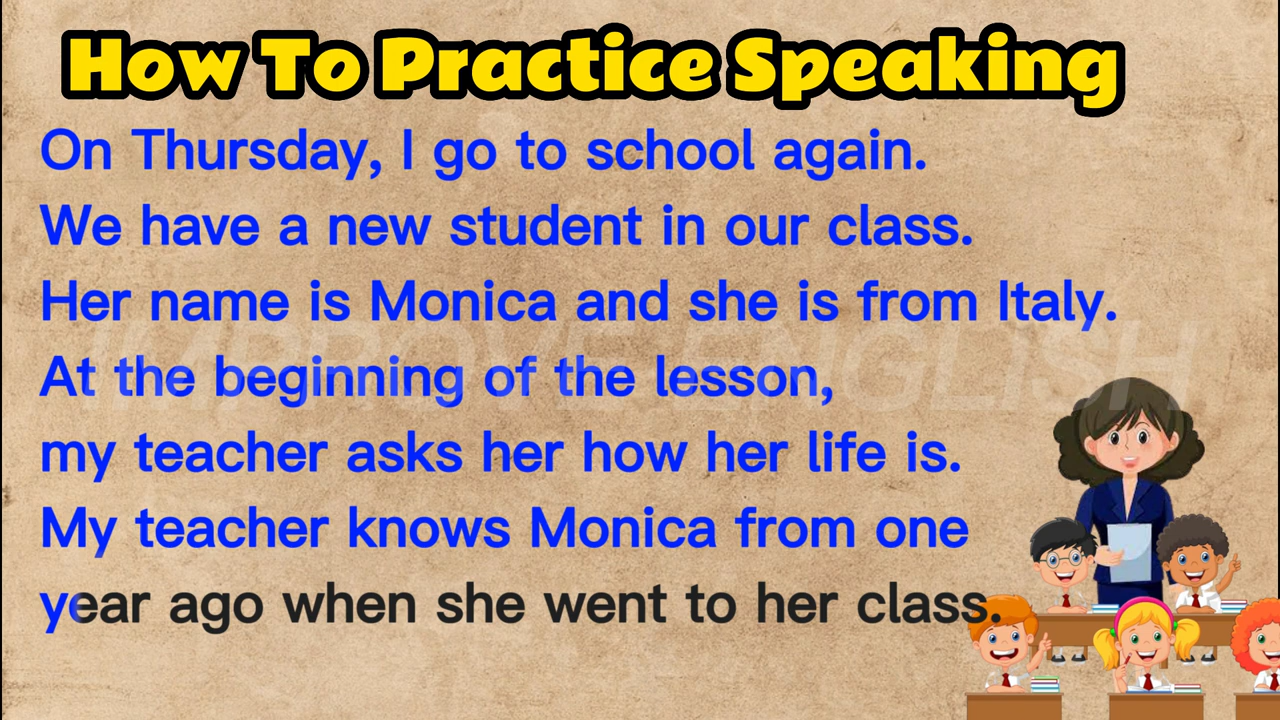 How To Practice Speaking
On Thursday, I go to school again.
We have a new student in our class.
Her name is Monica and she is from Italy.
At the beginning of the lesson,
my teacher asks her how her life is.
My teacher knows Monica from one
year ago when she went to her class.
IMPROVE ENGLISH